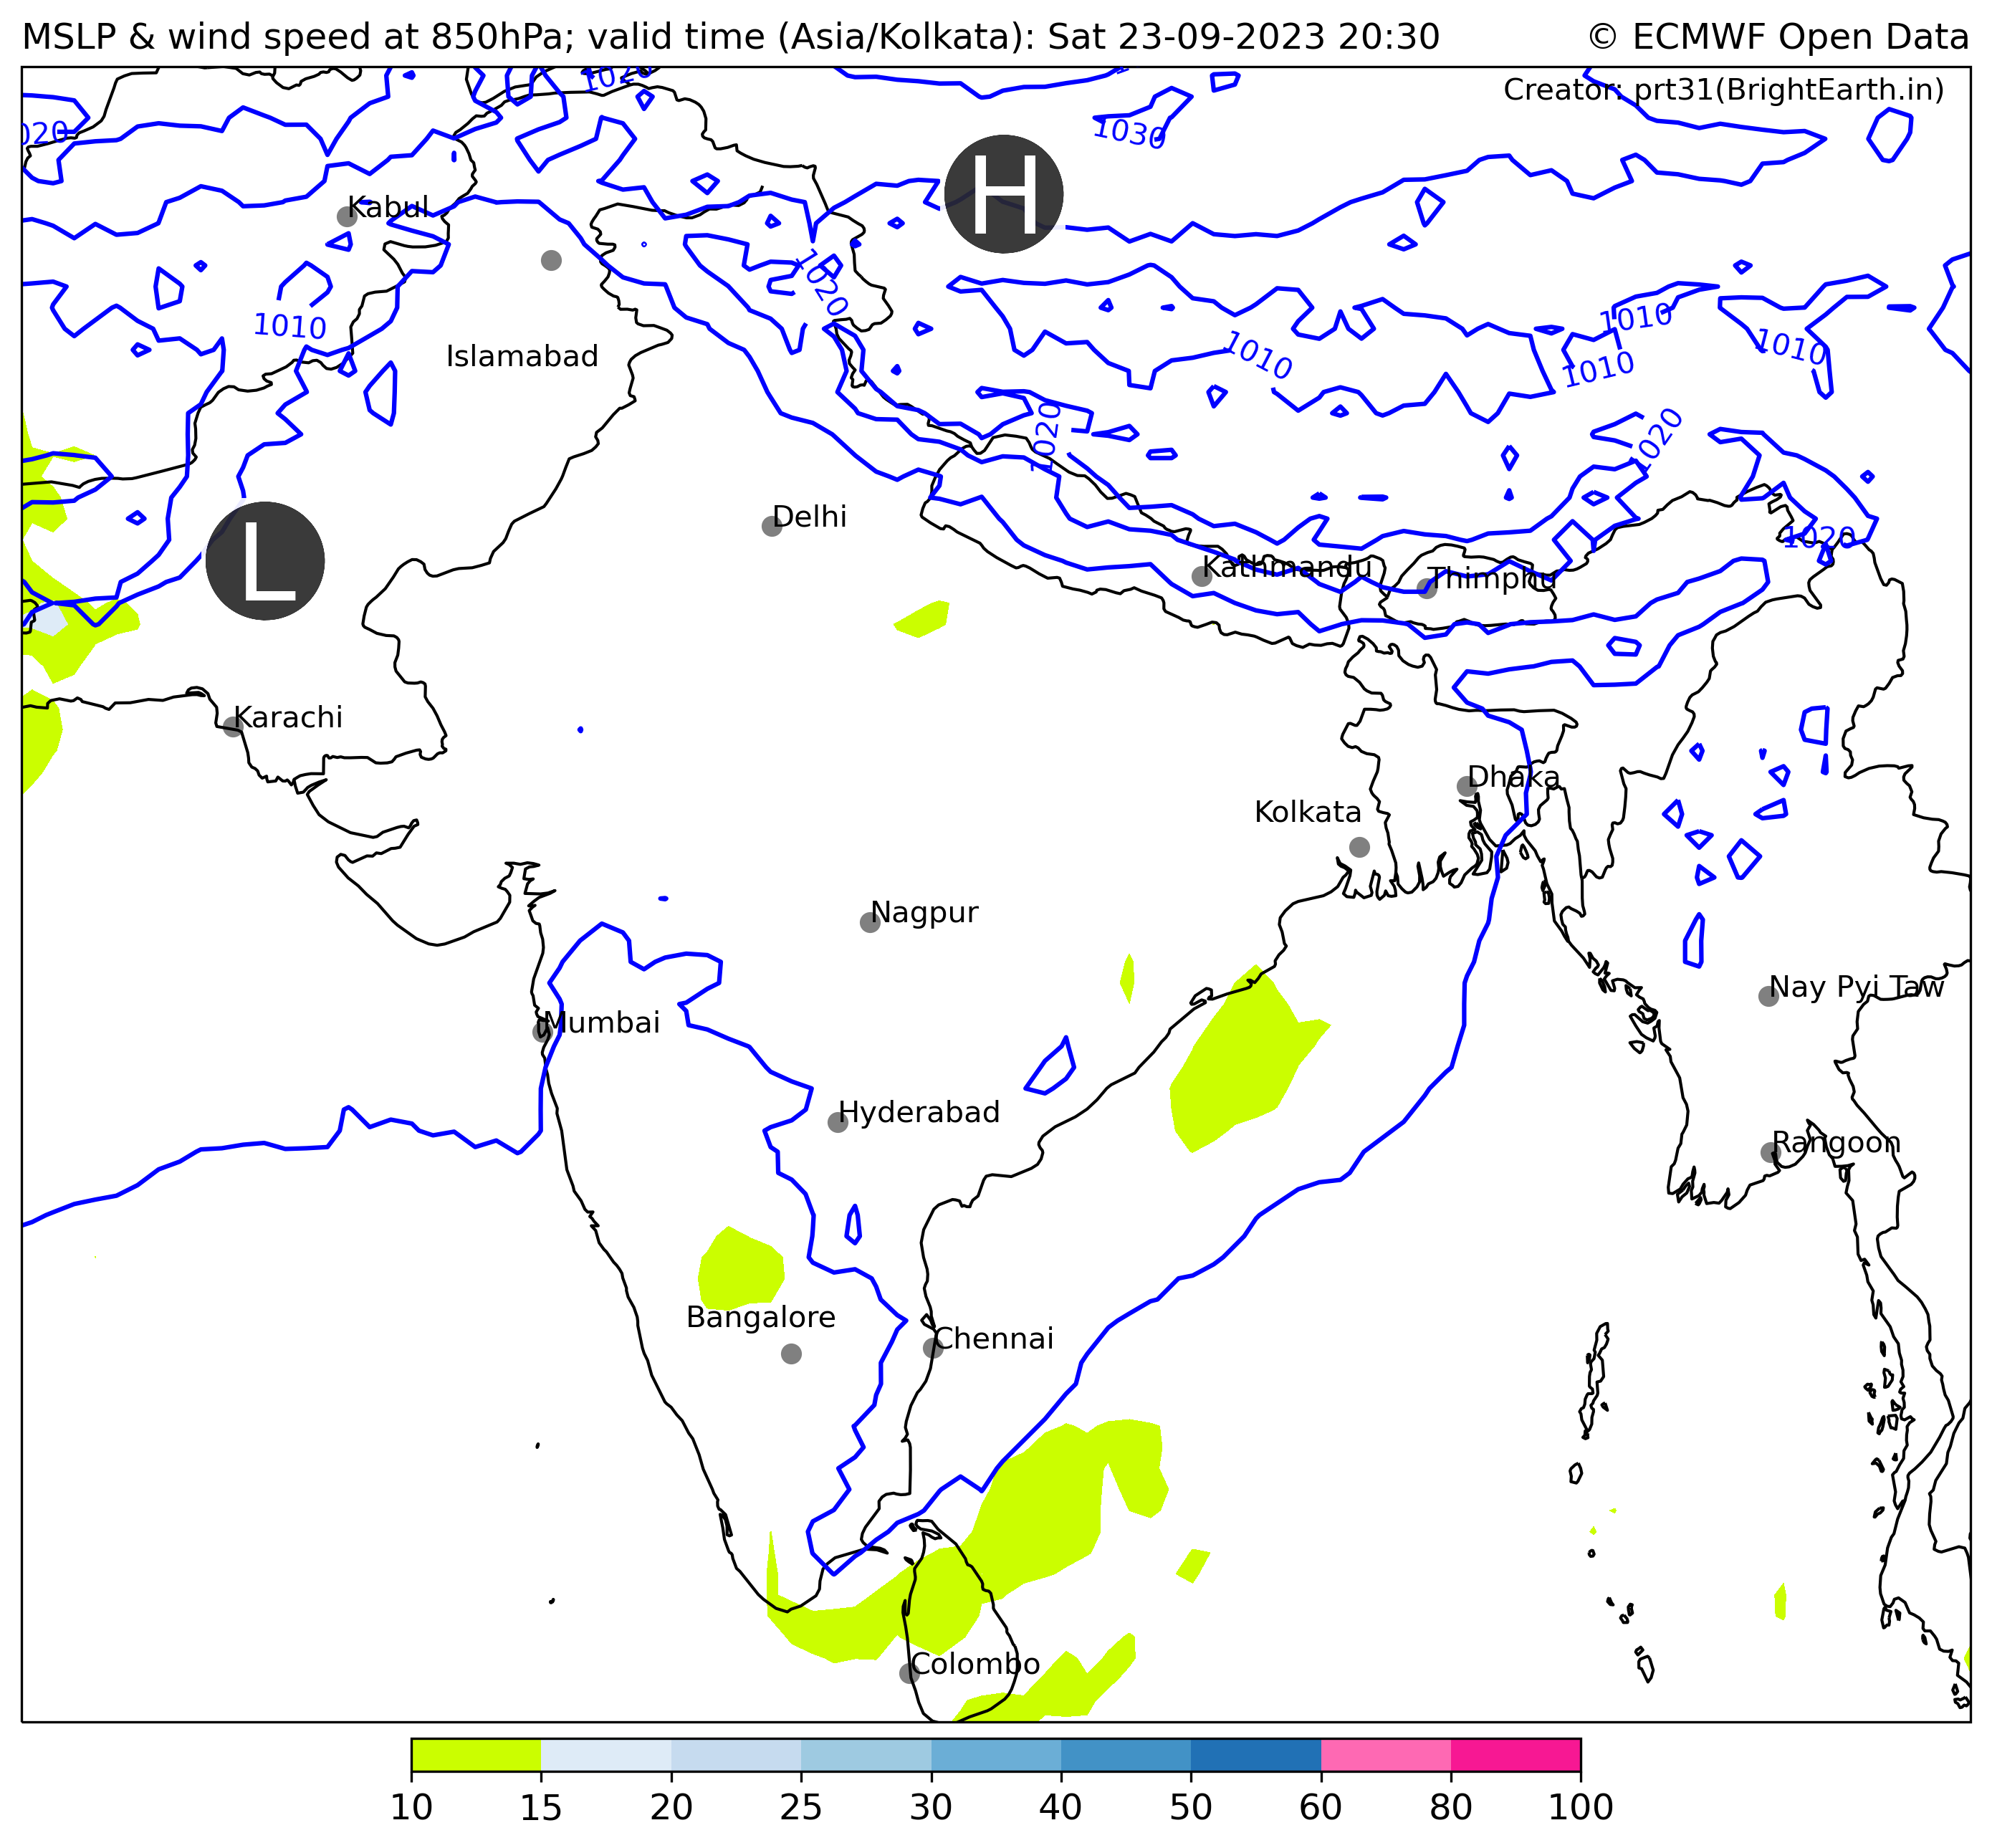 MSLP & wind speed at 850hPa; valid time (Asia/Kolkata): Sat 23-09-2023 20:30
© ECMWF Open Data
Creator: prt31(BrightEarth.in)
1020
1030
020
H
Kabul
1020
1010
1010
1010
1010
1010
Islamabad
1020
1020
L
Delhi
1020
Kathmandu
Thimphu
Karachi
Dhaka
Kolkata
Nagpur
Nay Pyi Taw
Mumbai
Hyderabad
Rangoon
Bangalore
Chennai
Colombo
10 15 20 25 30 40 50 60 80 100